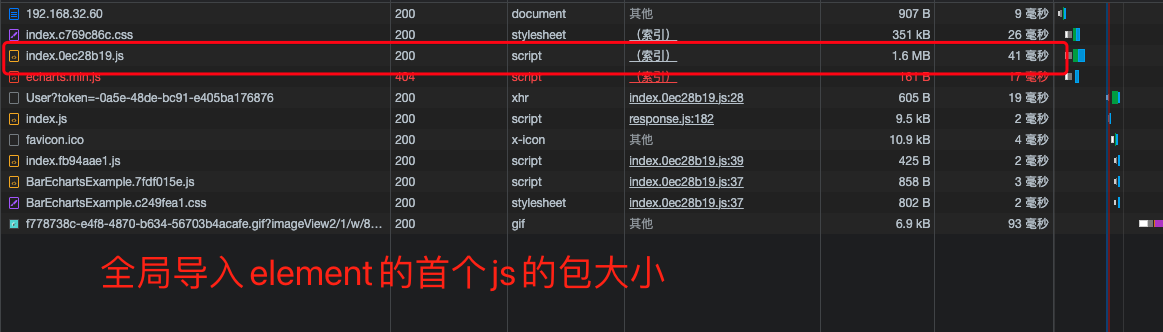 192.168.32.60 200 document 其他 907 B 9 毫秒
index.c769c86c.css 200 stylesheet （索引） 351 kB 26 毫秒
index.0ec28b19.js 200 script （索引） 1.6 MB 41 毫秒
echarts.min.js 404 script （索引） 161 B 17 毫秒
User?token=-0a5e-48de-bc91-e405ba176876 200 xhr index.0ec28b19.js:28 605 B 19 毫秒
index.js 200 script response.js:182 9.5 kB 2 毫秒
favicon.ico 200 x-icon 其他 10.9 kB 4 毫秒
index.fb94aae1.js 200 script index.0ec28b19.js:39 425 B 2 毫秒
BarEchartsExample.7fdf015e.js 200 script index.0ec28b19.js:37 858 B 3 毫秒
BarEchartsExample.c249fea1.css 200 stylesheet index.0ec28b19.js:37 802 B 2 毫秒
f778738c-e4f8-4870-b634-56703b4acafe.gif?imageView2/1/w/8... 200 gif 其他 6.9 kB 93 毫秒
全局导入element的首个js的包大小